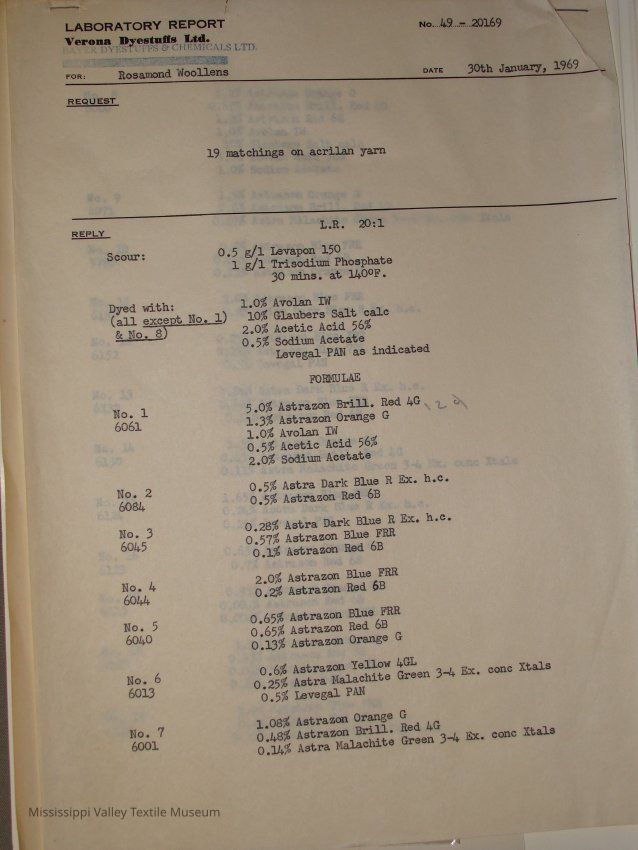 LABORATORY REPORT
No. 49-20169
Verona Dyestuffs Ltd.
BAYER DYESTUFFS & CHEMICALS LTD.
FOR: Rosamond Woollens
DATE 30th January, 1969
REQUEST
19 matchings on acrilan yarn
L.R. 20:1
REPLY
Scour: 0.5 g/l Levapon 150
1 g/l Trisodium Phosphate
30 mins. at 140°F.
Dyed with: 1.0% Avolan IW
(all except No. 1) 10% Glaubers Salt calc
& No. 8) 2.0% Acetic Acid 56%
0.5% Sodium Acetate
Levegal PAN as indicated
FORMULAE
No. 1 5.0% Astrazon Brill. Red 4G
6061 1.3% Astrazon Orange G
1.0% Avolan IW
0.5% Acetic Acid 56%
2.0% Sodium Acetate
No. 2 0.5% Astra Dark Blue R Ex. h.c.
6084 0.5% Astrazon Red 6B
No. 3 0.28% Astra Dark Blue R Ex. h.c.
6045 0.57% Astrazon Blue FRR
0.1% Astrazon Red 6B
No. 4 2.0% Astrazon Blue FRR
6044 0.2% Astrazon Red 6B
No. 5 0.65% Astrazon Blue FRR
6040 0.65% Astrazon Red 6B
0.13% Astrazon Orange G
No. 6 0.6% Astrazon Yellow 4GL
6013 0.25% Astra Malachite Green 3-4 Ex. conc Xtals
0.5% Levegal PAN
No. 7 1.08% Astrazon Orange G
6001 0.48% Astrazon Brill. Red 4G
0.14% Astra Malachite Green 3-4 Ex. conc Xtals
Mississippi Valley Textile Museum